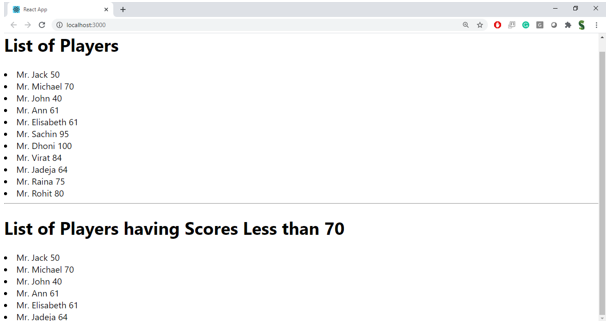 React App
localhost:3000
List of Players
Mr. Jack 50
Mr. Michael 70
Mr. John 40
Mr. Ann 61
Mr. Elisabeth 61
Mr. Sachin 95
Mr. Dhoni 100
Mr. Virat 84
Mr. Jadeja 64
Mr. Raina 75
Mr. Rohit 80
List of Players having Scores Less than 70
Mr. Jack 50
Mr. Michael 70
Mr. John 40
Mr. Ann 61
Mr. Elisabeth 61
Mr. Jadeja 64